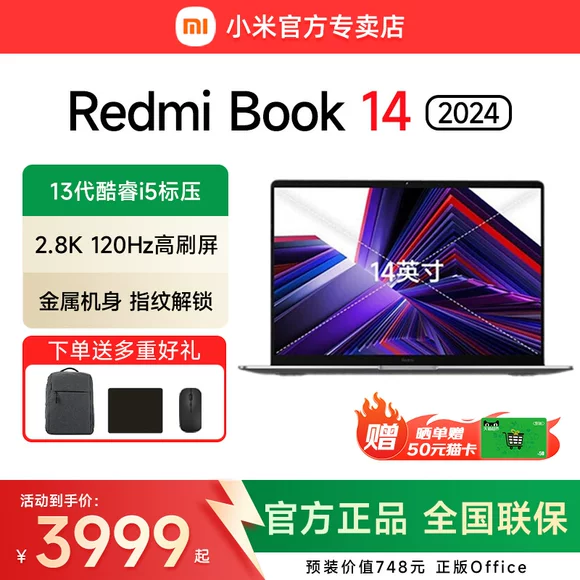 小米官方专卖店
Redmi Book 14 2024
13代酷睿i5标压
2.8K 120Hz高刷屏
金属机身 指纹解锁
14英寸
下单送多重好礼
赠 晒单赠
50元猫卡
活动到手价:
¥3999起
官方正品 全国联保
预装价值748元 正版Office